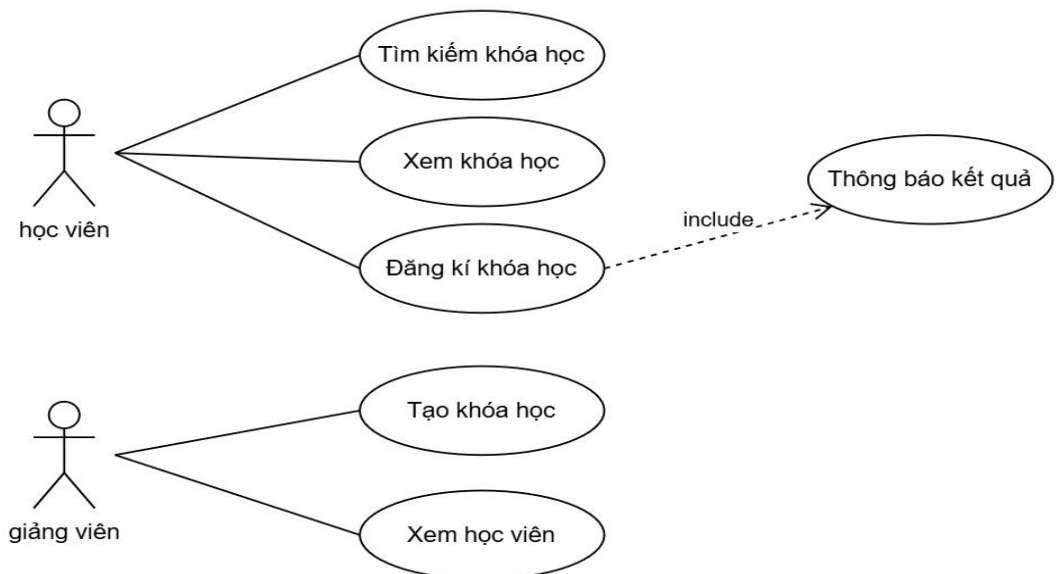 Tìm kiếm khóa học
Xem khóa học
Thông báo kết quả
học viên
include
Đăng kí khóa học
Tạo khóa học
giảng viên
Xem học viên